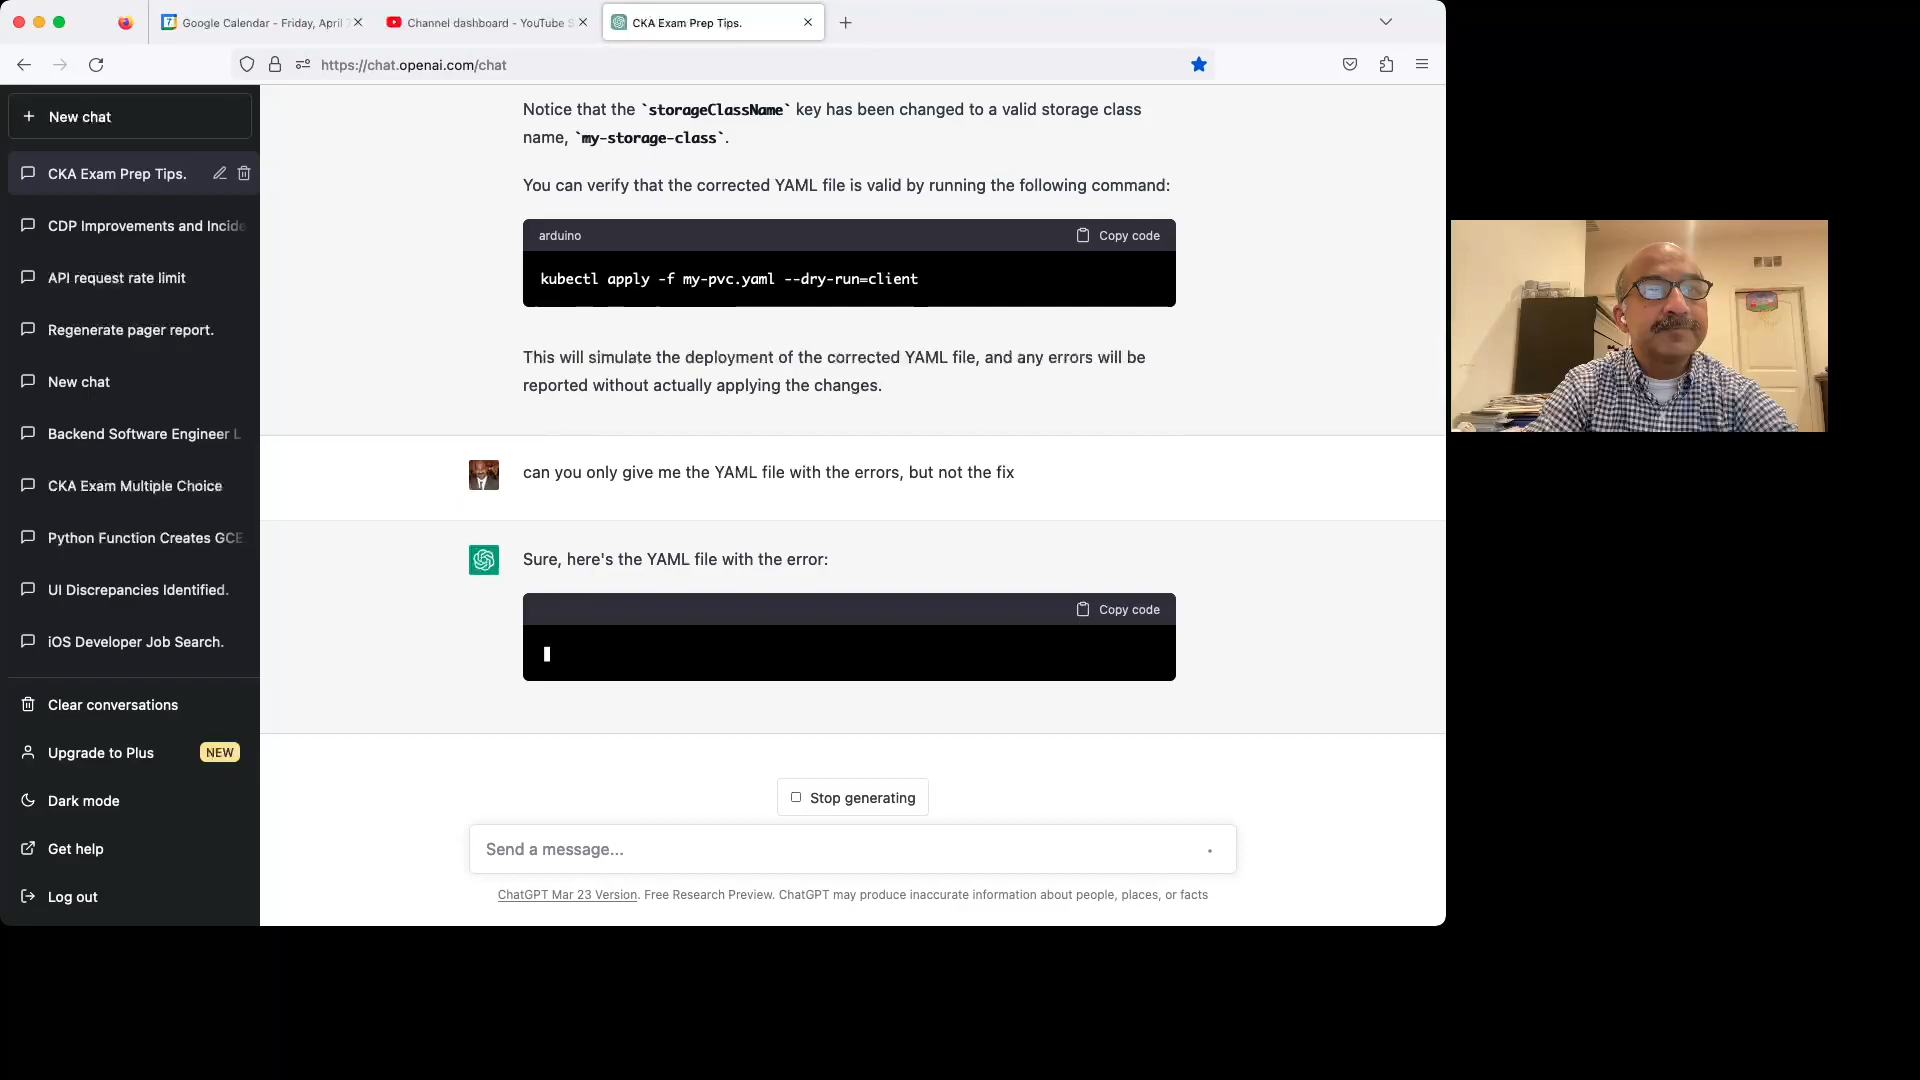 Google Calendar - Friday, April 7
Channel dashboard - YouTube S
CKA Exam Prep Tips.
https://chat.openai.com/chat
New chat
CKA Exam Prep Tips.
CDP Improvements and Incide
API request rate limit
Regenerate pager report.
New chat
Backend Software Engineer L
CKA Exam Multiple Choice
Python Function Creates GCE
UI Discrepancies Identified.
iOS Developer Job Search.
Clear conversations
Upgrade to Plus NEW
Dark mode
Get help
Log out
Notice that the `storageClassName` key has been changed to a valid storage class
name, `my-storage-class`.
You can verify that the corrected YAML file is valid by running the following command:
arduino Copy code
kubectl apply -f my-pvc.yaml --dry-run=client
This will simulate the deployment of the corrected YAML file, and any errors will be
reported without actually applying the changes.
can you only give me the YAML file with the errors, but not the fix
Sure, here's the YAML file with the error:
Copy code
Stop generating
Send a message...
ChatGPT Mar 23 Version. Free Research Preview. ChatGPT may produce inaccurate information about people, places, or facts